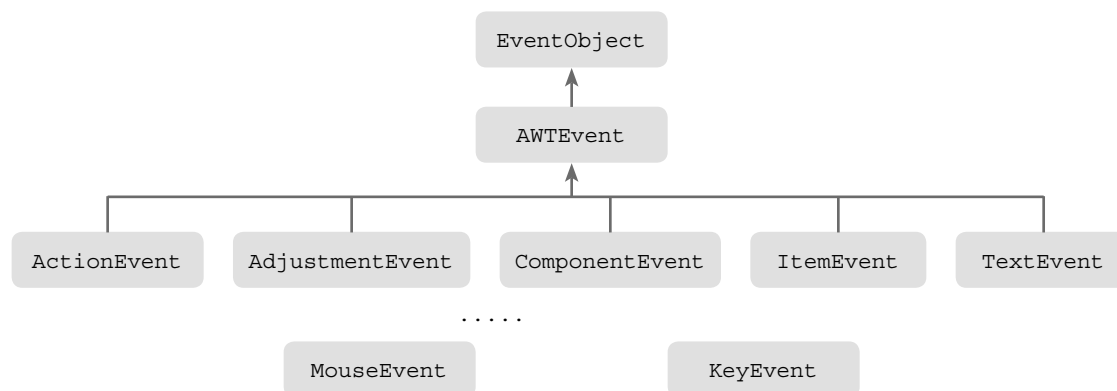 EventObject
AWTEvent
ActionEvent AdjustmentEvent ComponentEvent ItemEvent TextEvent
.....
MouseEvent KeyEvent